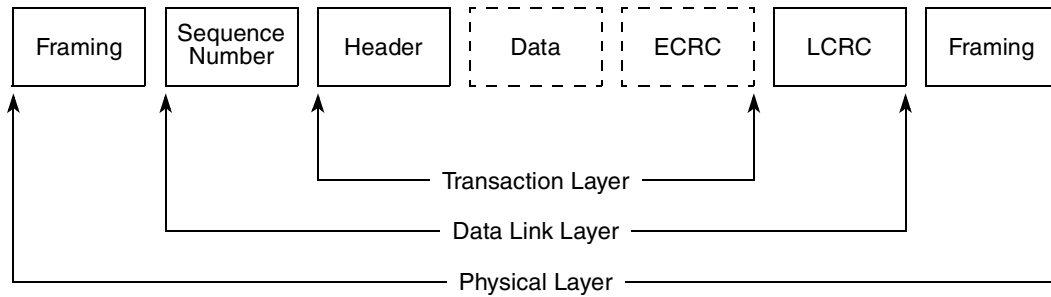 Framing
Sequence
Number
Header
Data
ECRC
LCRC
Framing
Transaction Layer
Data Link Layer
Physical Layer